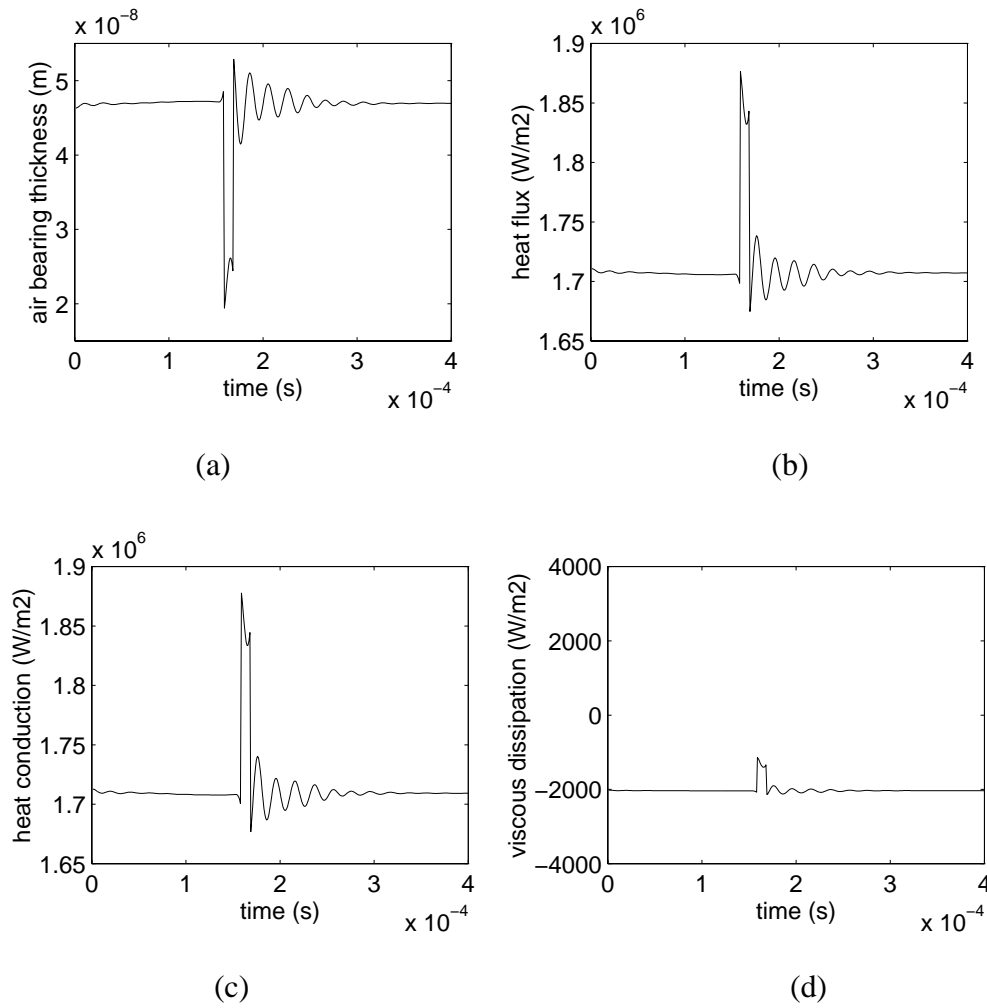 x 10−8
5
4
3
2
air bearing thickness (m)
0 1 2 3 4
time (s)
x 10−4
(a)
x 106
1.9
1.85
1.8
1.75
1.7
1.65
heat flux (W/m2)
0 1 2 3 4
time (s)
x 10−4
(b)
x 106
1.9
1.85
1.8
1.75
1.7
1.65
heat conduction (W/m2)
0 1 2 3 4
time (s)
x 10−4
(c)
4000
2000
0
−2000
−4000
viscous dissipation (W/m2)
0 1 2 3 4
time (s)
x 10−4
(d)